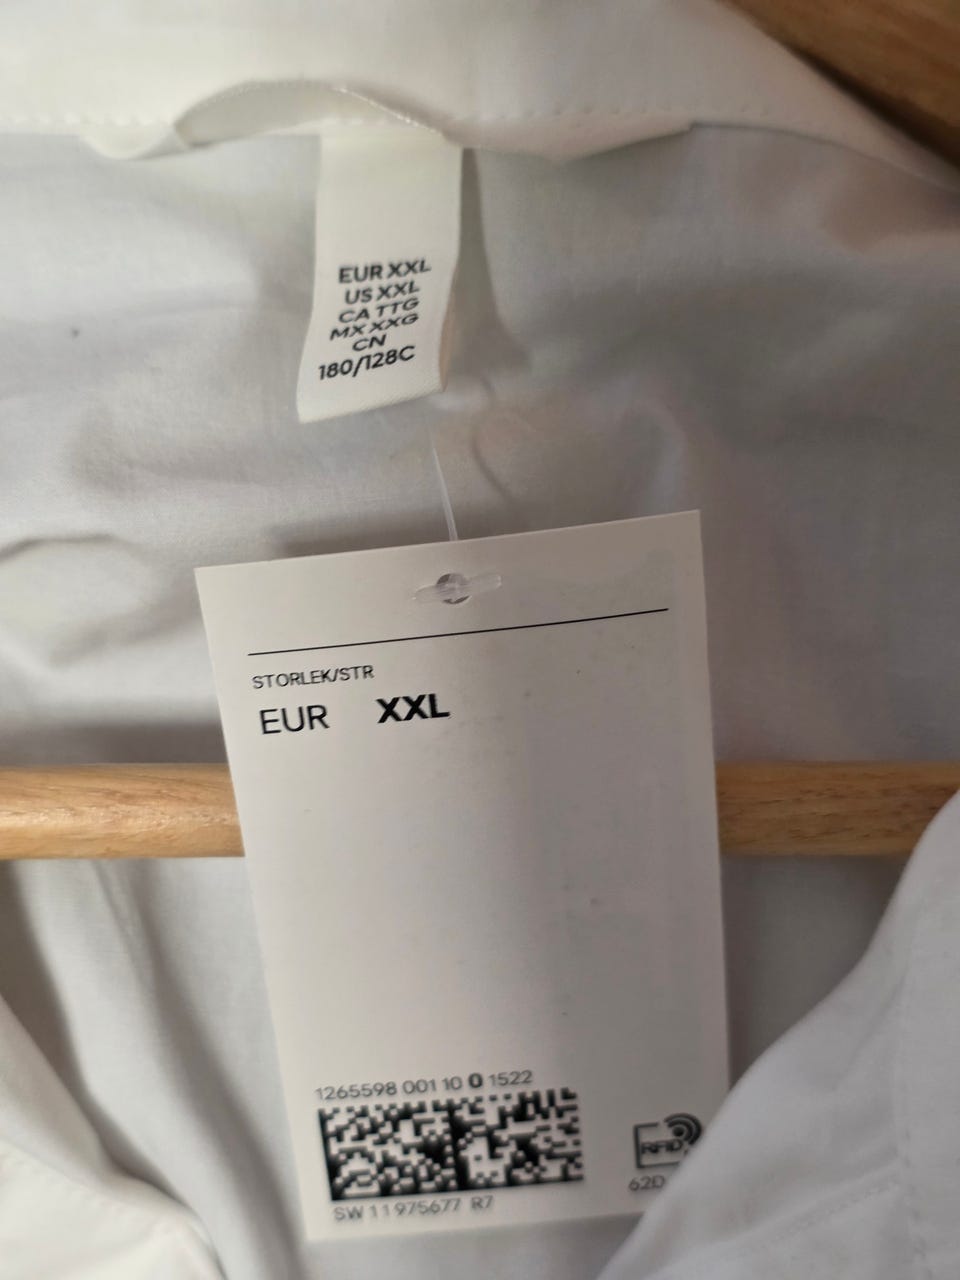 EUR XXL
US XXL
CA TTG
MX XXG
CN
180/128C
STORLEK/STR
EUR XXL
1265598 001 10 0 1522
SW 11975677 R7
RFID
62D